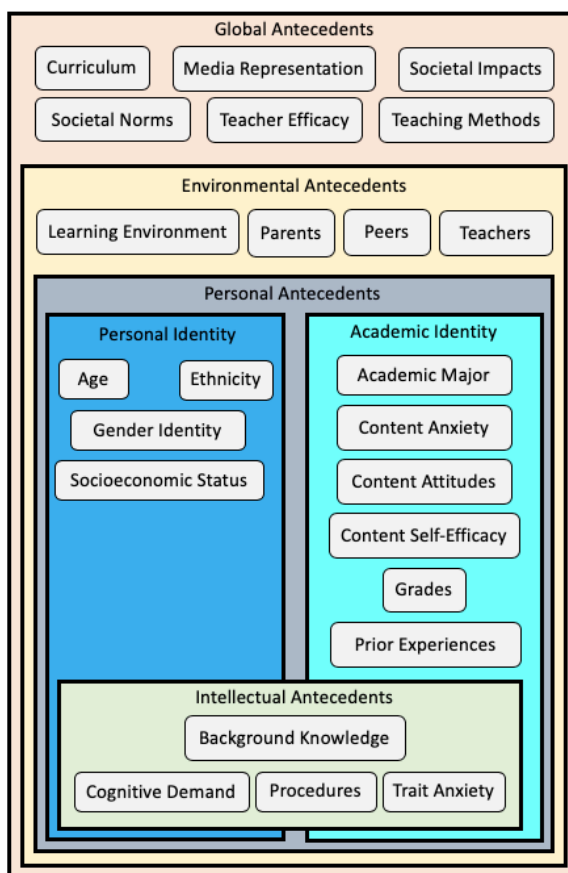 Global Antecedents
Curriculum
Media Representation
Societal Impacts
Societal Norms
Teacher Efficacy
Teaching Methods
Environmental Antecedents
Learning Environment
Parents
Peers
Teachers
Personal Antecedents
Personal Identity
Age
Ethnicity
Gender Identity
Socioeconomic Status
Academic Identity
Academic Major
Content Anxiety
Content Attitudes
Content Self-Efficacy
Grades
Prior Experiences
Intellectual Antecedents
Background Knowledge
Cognitive Demand
Procedures
Trait Anxiety